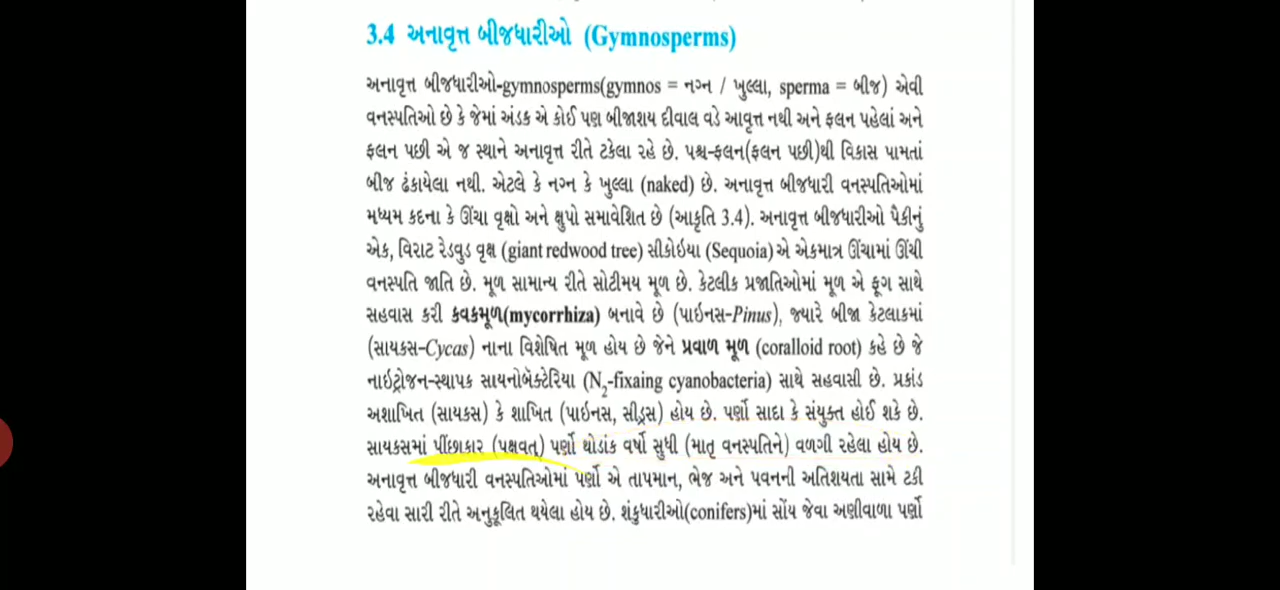 3.4 અનાવૃત્ત બીજધારીઓ (Gymnosperms)
અનાવૃત્ત બીજધારીઓ-gymnosperms(gymnos = નગ્ન / ખુલ્લા, sperma = બીજ) એવી
વનસ્પતિઓ છે કે જેમાં અંડક એ કોઈ પણ બીજાશય દીવાલ વડે આવૃત્ત નથી અને ફલન પહેલાં અને
ફલન પછી એ જ સ્થાને અનાવૃત્ત રીતે ટકેલા રહે છે. પશ્ચ-ફલન(ફલન પછી)થી વિકાસ પામતાં
બીજ ઢંકાયેલા નથી. એટલે કે નગ્ન કે ખુલ્લા (naked) છે. અનાવૃત્ત બીજધારી વનસ્પતિઓમાં
મધ્યમ કદના કે ઊંચા વૃક્ષો અને ક્ષુપો સમાવેશિત છે (આકૃતિ 3.4). અનાવૃત્ત બીજધારીઓ પૈકીનું
એક, વિરાટ રેડવુડ વૃક્ષ (giant redwood tree) સીકોઇયા (Sequoia) એ એકમાત્ર ઊંચામાં ઊંચી
વનસ્પતિ જાતિ છે. મૂળ સામાન્ય રીતે સોટીમય મૂળ છે. કેટલીક પ્રજાતિઓમાં મૂળ એ ફૂગ સાથે
સહવાસ કરી કવકમૂળ(mycorrhiza) બનાવે છે (પાઇનસ-Pinus), જ્યારે બીજા કેટલાકમાં
(સાયકસ-Cycas) નાના વિશેષિત મૂળ હોય છે જેને પ્રવાળ મૂળ (coralloid root) કહે છે જે
નાઇટ્રોજન-સ્થાપક સાયનોબૅક્ટેરિયા (N₂-fixaing cyanobacteria) સાથે સહવાસી છે. પ્રકાંડ
અશાખિત (સાયકસ) કે શાખિત (પાઇનસ, સીડ્રસ) હોય છે. પર્ણો સાદા કે સંયુક્ત હોઈ શકે છે.
સાયકસમાં પીંછાકાર (પક્ષવત્) પર્ણો થોડાંક વર્ષો સુધી (માતૃ વનસ્પતિને) વળગી રહેલા હોય છે.
અનાવૃત્ત બીજધારી વનસ્પતિઓમાં પર્ણો એ તાપમાન, ભેજ અને પવનની અતિશયતા સામે ટકી
રહેવા સારી રીતે અનુકૂલિત થયેલા હોય છે. શંકુધારીઓ(conifers)માં સોંય જેવા અણીવાળા પર્ણો